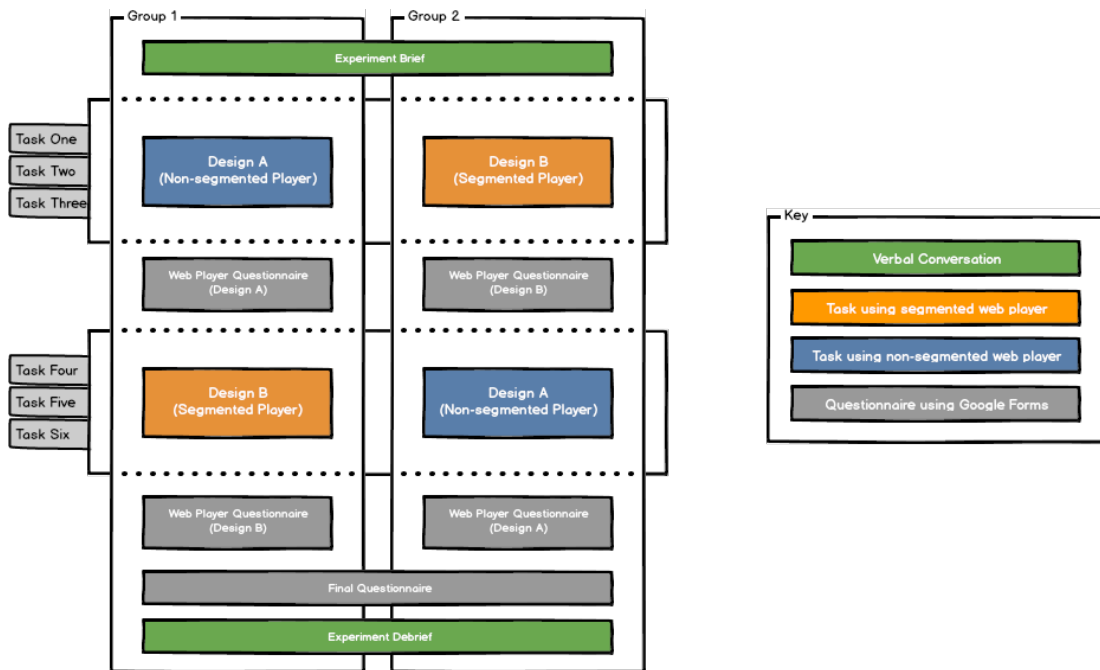 Group 1
Group 2
Experiment Brief
Task One
Task Two
Task Three
Design A
(Non-segmented Player)
Design B
(Segmented Player)
Web Player Questionnaire
(Design A)
Web Player Questionnaire
(Design B)
Task Four
Task Five
Task Six
Design B
(Segmented Player)
Design A
(Non-segmented Player)
Web Player Questionnaire
(Design B)
Web Player Questionnaire
(Design A)
Final Questionnaire
Experiment Debrief
Key
Verbal Conversation
Task using segmented web player
Task using non-segmented web player
Questionnaire using Google Forms